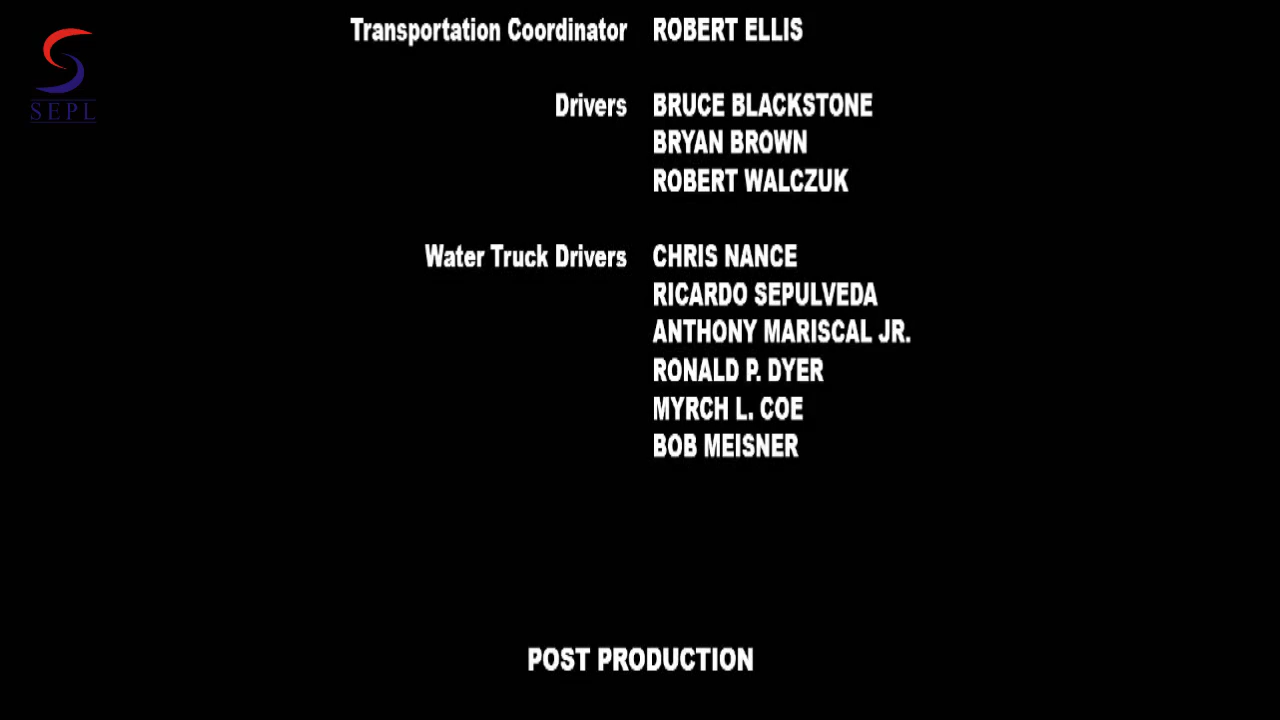 SEPL
Transportation Coordinator ROBERT ELLIS
Drivers BRUCE BLACKSTONE
BRYAN BROWN
ROBERT WALCZUK
Water Truck Drivers CHRIS NANCE
RICARDO SEPULVEDA
ANTHONY MARISCAL JR.
RONALD P. DYER
MYRCH L. COE
BOB MEISNER
POST PRODUCTION